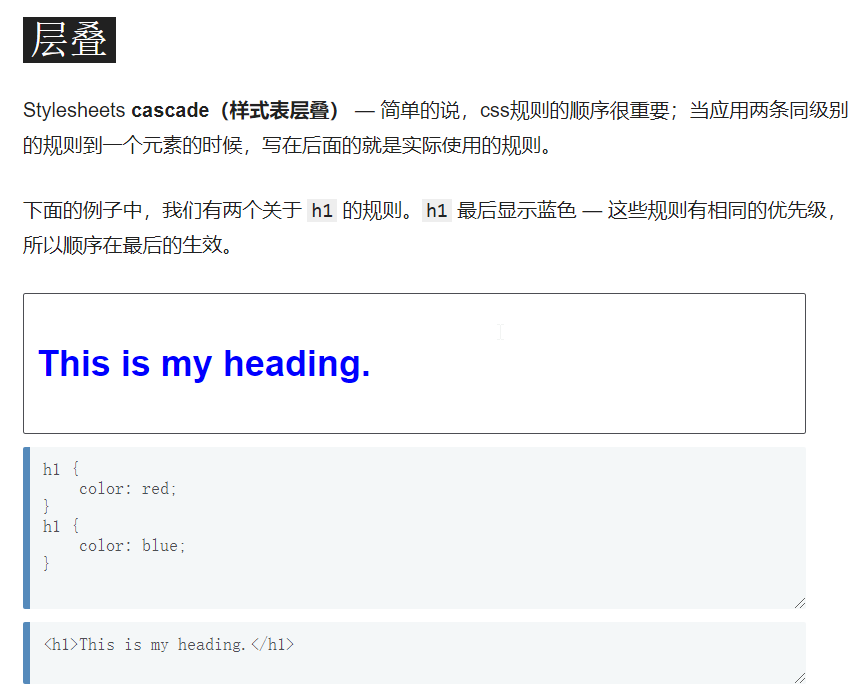 层叠
Stylesheets cascade（样式表层叠） — 简单的说，css规则的顺序很重要；当应用两条同级别
的规则到一个元素的时候，写在后面的就是实际使用的规则。
下面的例子中，我们有两个关于 h1 的规则。h1 最后显示蓝色 — 这些规则有相同的优先级，
所以顺序在最后的生效。
This is my heading.
h1 {
    color: red;
}
h1 {
    color: blue;
}
<h1>This is my heading.</h1>